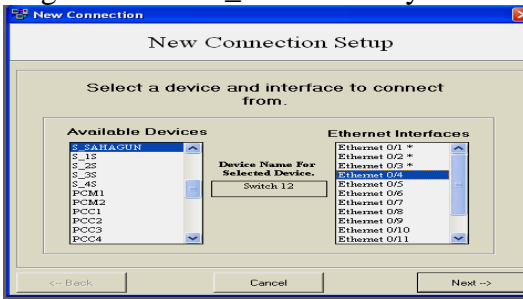 New Connection
New Connection Setup
Select a device and interface to connect
from.
Available Devices
S_SAHAGUN
S_1S
S_2S
S_3S
S_4S
PCM1
PCM2
PCC1
PCC2
PCC3
PCC4
Device Name For
Selected Device.
Switch 12
Ethernet Interfaces
Ethernet 0/1 *
Ethernet 0/2 *
Ethernet 0/3 *
Ethernet 0/4
Ethernet 0/5
Ethernet 0/6
Ethernet 0/7
Ethernet 0/8
Ethernet 0/9
Ethernet 0/10
Ethernet 0/11
<-- Back
Cancel
Next -->